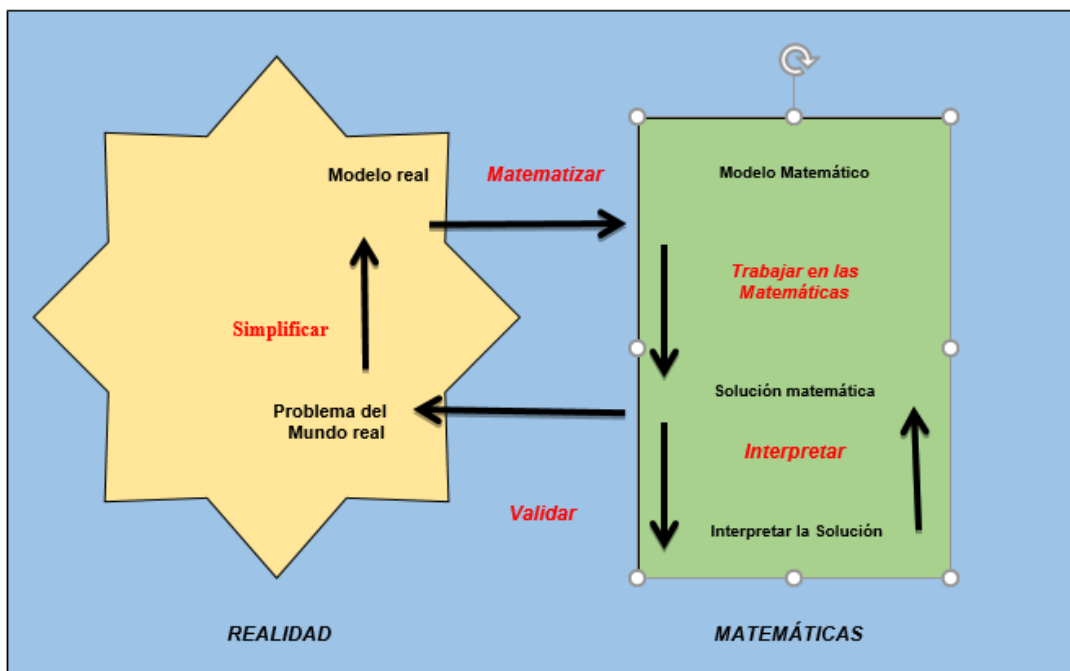 Modelo real
Matematizar
Modelo Matemático
Trabajar en las
Matemáticas
Simplificar
Solución matemática
Problema del
Mundo real
Interpretar
Validar
Interpretar la Solución
REALIDAD
MATEMÁTICAS